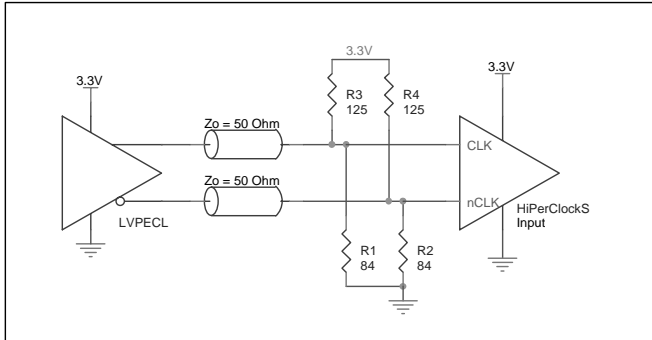 3.3V
3.3V
3.3V
R3
125
R4
125
Zo = 50 Ohm
CLK
Zo = 50 Ohm
nCLK
LVPECL
HiPerClockS
Input
R1
84
R2
84